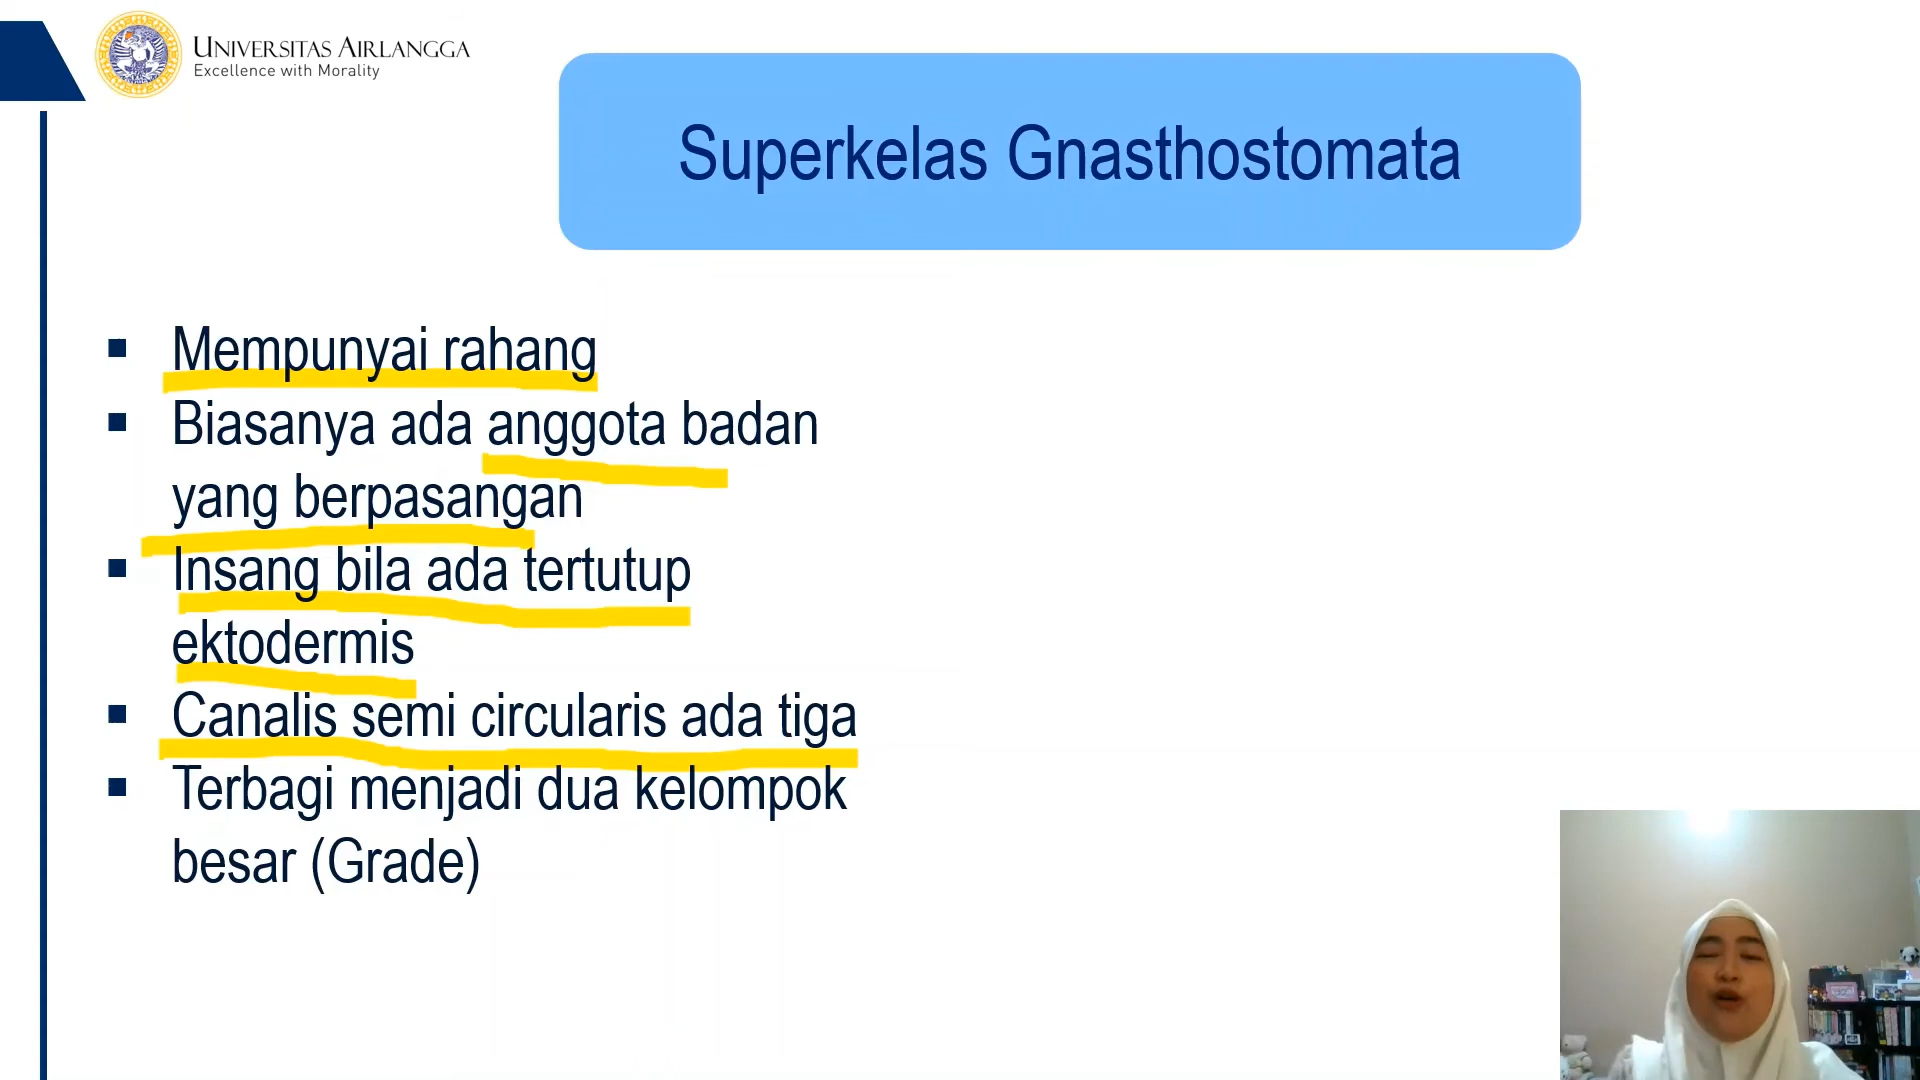 UNIVERSITAS AIRLANGGA
Excellence with Morality
Superkelas Gnasthostomata
▪ Mempunyai rahang
▪ Biasanya ada anggota badan
yang berpasangan
▪ Insang bila ada tertutup
ektodermis
▪ Canalis semi circularis ada tiga
▪ Terbagi menjadi dua kelompok
besar (Grade)